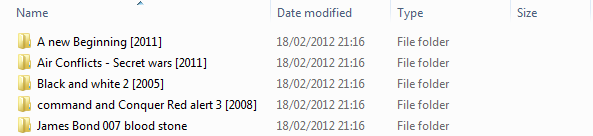 Name Date modified Type Size
A new Beginning [2011] 18/02/2012 21:16 File folder
Air Conflicts - Secret wars [2011] 18/02/2012 21:16 File folder
Black and white 2 [2005] 18/02/2012 21:16 File folder
command and Conquer Red alert 3 [2008] 18/02/2012 21:16 File folder
James Bond 007 blood stone 18/02/2012 21:16 File folder